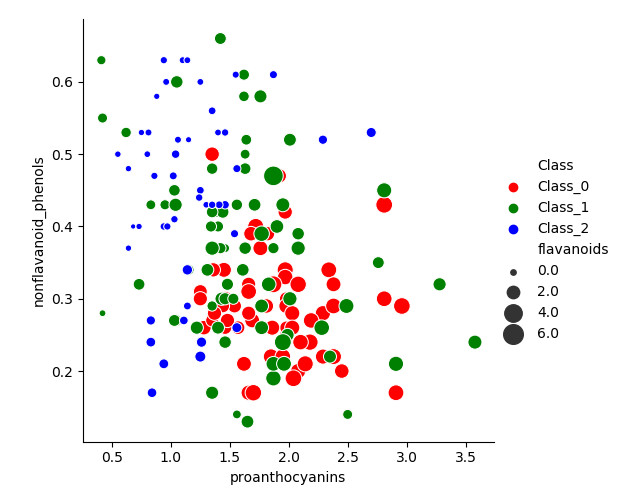 0.6
0.5
0.4
0.3
0.2
nonflavanoid_phenols
0.5
1.0
1.5
2.0
2.5
3.0
3.5
proanthocyanins
Class
Class_0
Class_1
Class_2
flavanoids
0.0
2.0
4.0
6.0